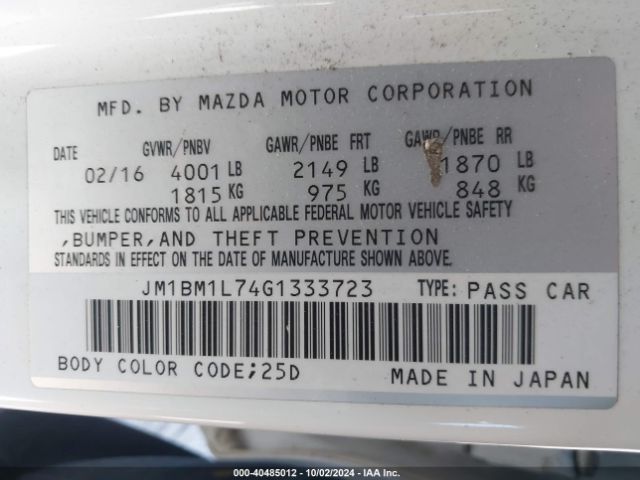 MFD. BY MAZDA MOTOR CORPORATION
DATE GVWR/PNBV GAWR/PNBE FRT GAWR/PNBE RR
02/16 4001 LB 2149 LB 1870 LB
1815 KG 975 KG 848 KG
THIS VEHICLE CONFORMS TO ALL APPLICABLE FEDERAL MOTOR VEHICLE SAFETY
,BUMPER,AND THEFT PREVENTION
STANDARDS IN EFFECT ON THE DATE OF MANUFACTURE SHOWN ABOVE.
JM1BM1L74G1333723 TYPE: PASS CAR
BODY COLOR CODE;25D MADE IN JAPAN
000-40485012 - 10/02/2024 - IAAI.COM